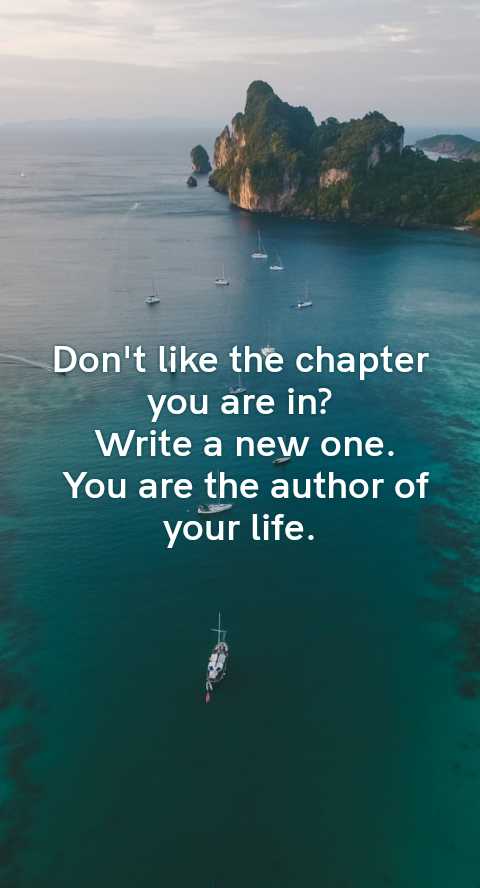 Don't like the chapter
you are in?
Write a new one.
You are the author of
your life.